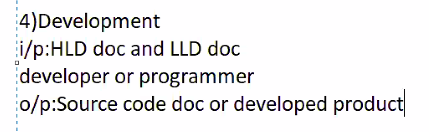 4)Development
i/p:HLD doc and LLD doc
developer or programmer
o/p:Source code doc or developed product